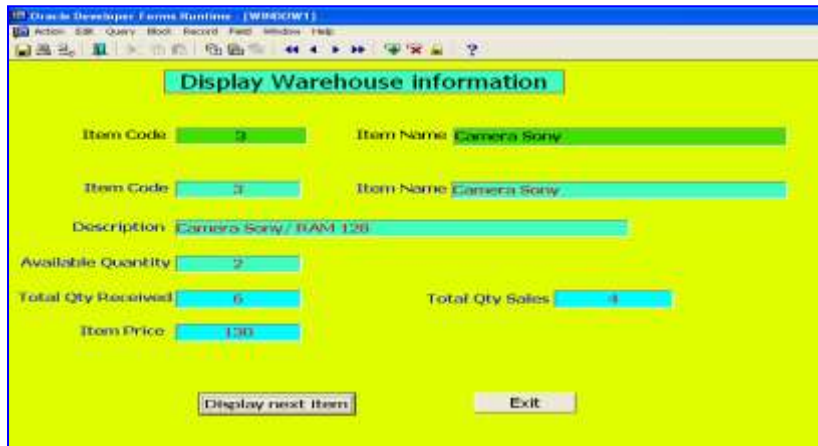 Oracle Developer Forms Runtime - [WINDOW1]
Action Edit Query Block Record Field Window Help
Display Warehouse information
Item Code 3 Item Name Camera Sony
Item Code 3 Item Name Camera Sony
Description Camera Sony / RAM 128
Available Quantity 2
Total Qty Received 6 Total Qty Sales 4
Item Price 130
Display next item Exit